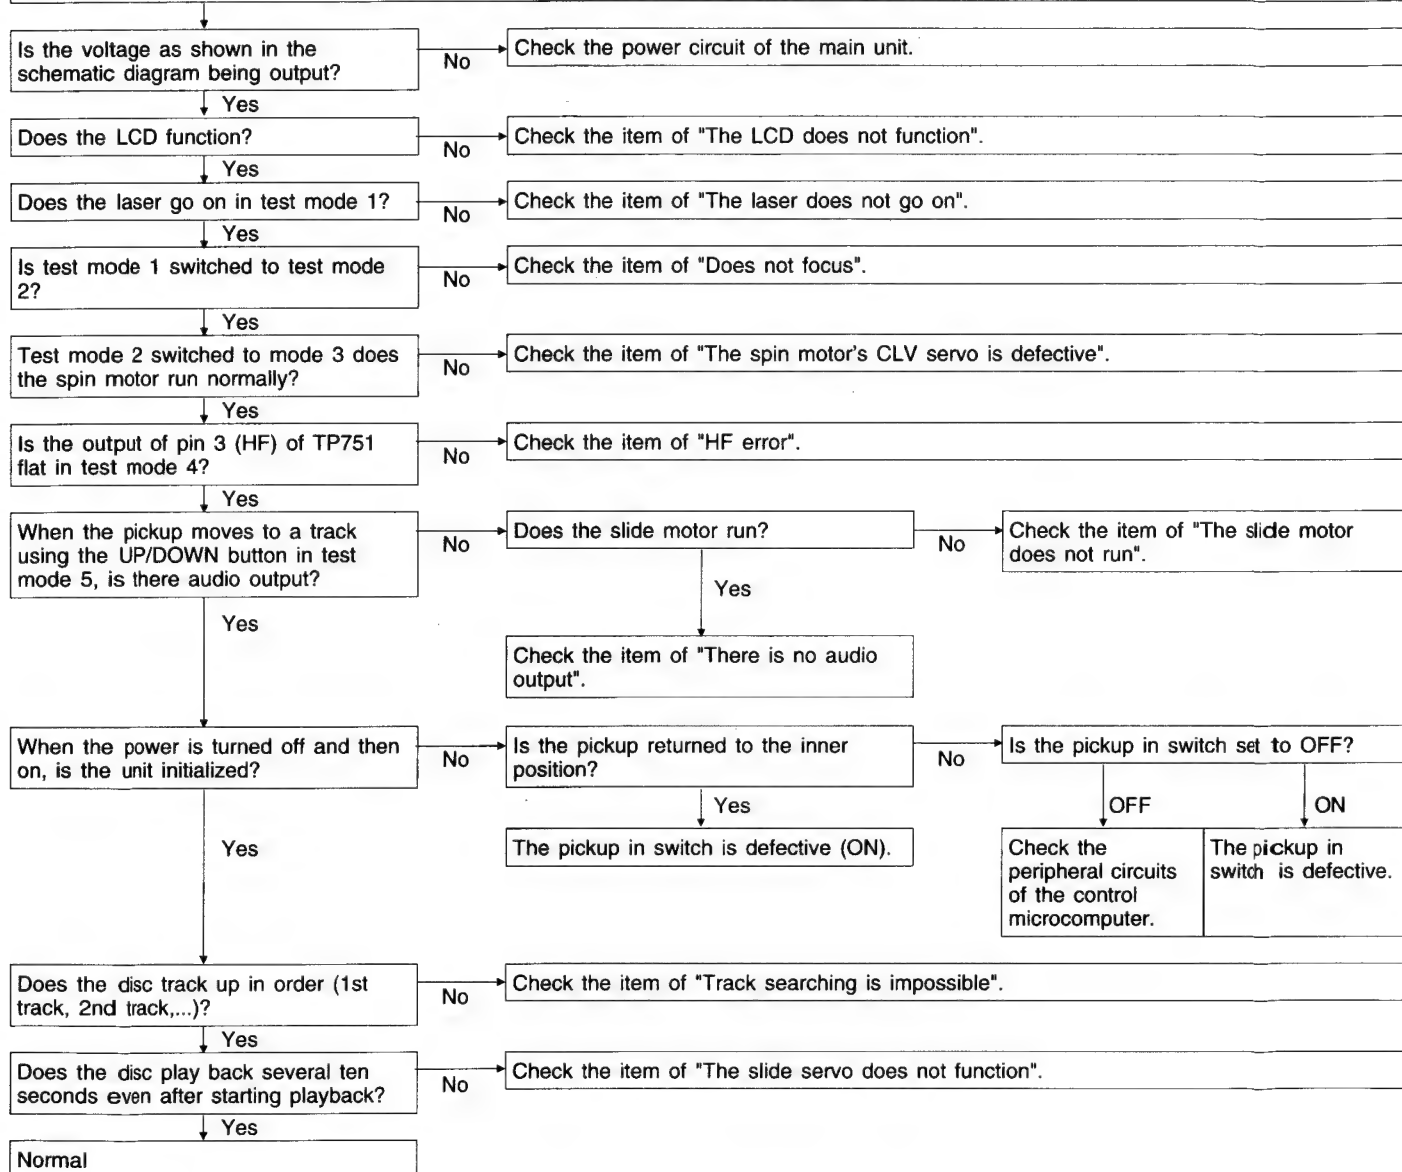 Is the voltage as shown in the
schematic diagram being output?
No
Check the power circuit of the main unit.
Yes
Does the LCD function?
No
Check the item of "The LCD does not function".
Yes
Does the laser go on in test mode 1?
No
Check the item of "The laser does not go on".
Yes
Is test mode 1 switched to test mode
2?
No
Check the item of "Does not focus".
Yes
Test mode 2 switched to mode 3 does
the spin motor run normally?
No
Check the item of "The spin motor's CLV servo is defective".
Yes
Is the output of pin 3 (HF) of TP751
flat in test mode 4?
No
Check the item of "HF error".
Yes
When the pickup moves to a track
using the UP/DOWN button in test
mode 5, is there audio output?
No
Does the slide motor run?
No
Check the item of "The slide motor
does not run".
Yes
Yes
Check the item of "There is no audio
output".
When the power is turned off and then
on, is the unit initialized?
No
Is the pickup returned to the inner
position?
No
Is the pickup in switch set to OFF?
Yes
OFF
ON
Yes
The pickup in switch is defective (ON).
Check the
peripheral circuits
of the control
microcomputer.
The pickup in
switch is defective.
Does the disc track up in order (1st
track, 2nd track,...)?
No
Check the item of "Track searching is impossible".
Yes
Does the disc play back several ten
seconds even after starting playback?
No
Check the item of "The slide servo does not function".
Yes
Normal